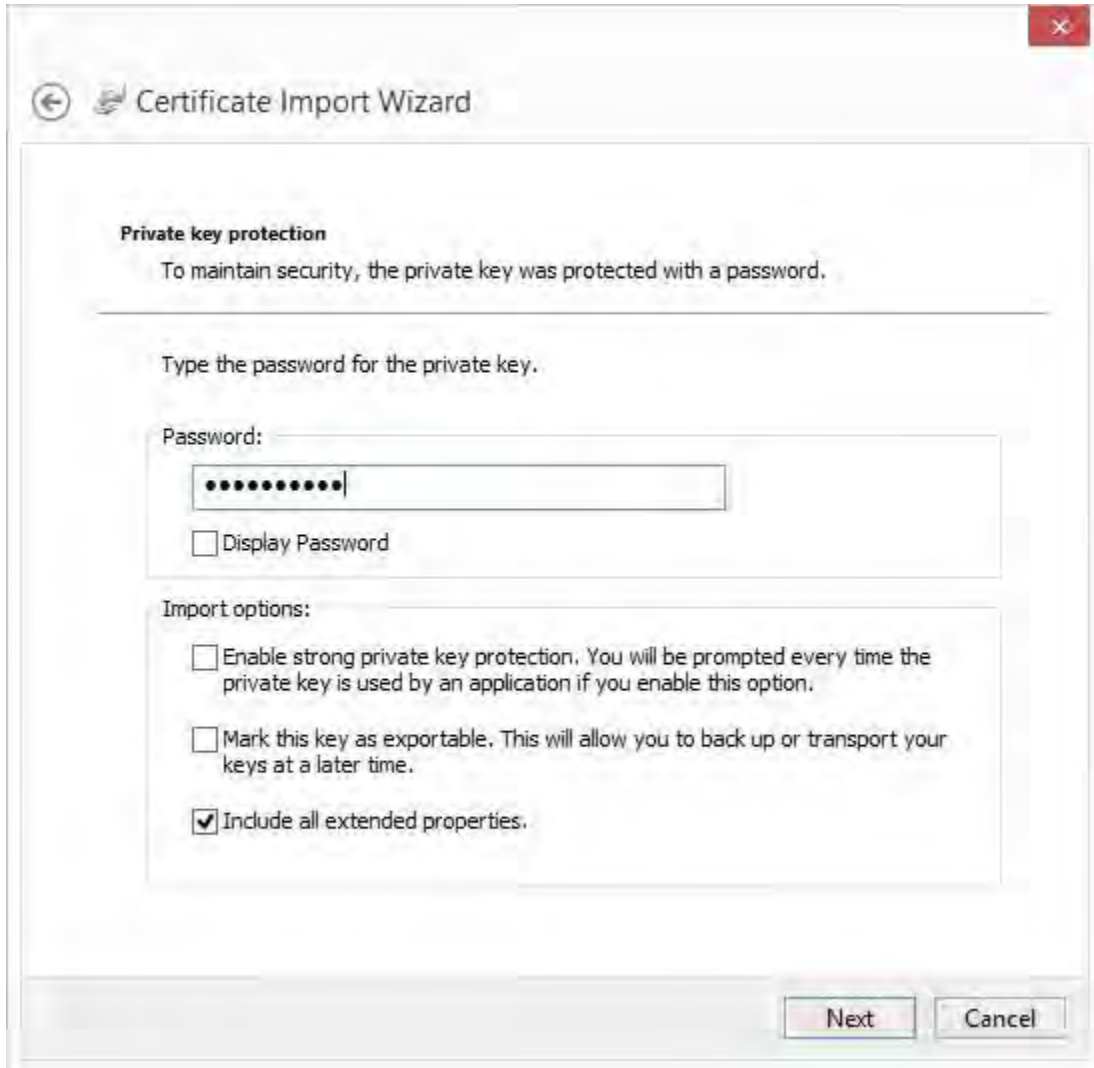 Certificate Import Wizard
Private key protection
To maintain security, the private key was protected with a password.
Type the password for the private key.
Password:
••••••••••
Display Password
Import options:
Enable strong private key protection. You will be prompted every time the
private key is used by an application if you enable this option.
Mark this key as exportable. This will allow you to back up or transport your
keys at a later time.
Include all extended properties.
Next Cancel